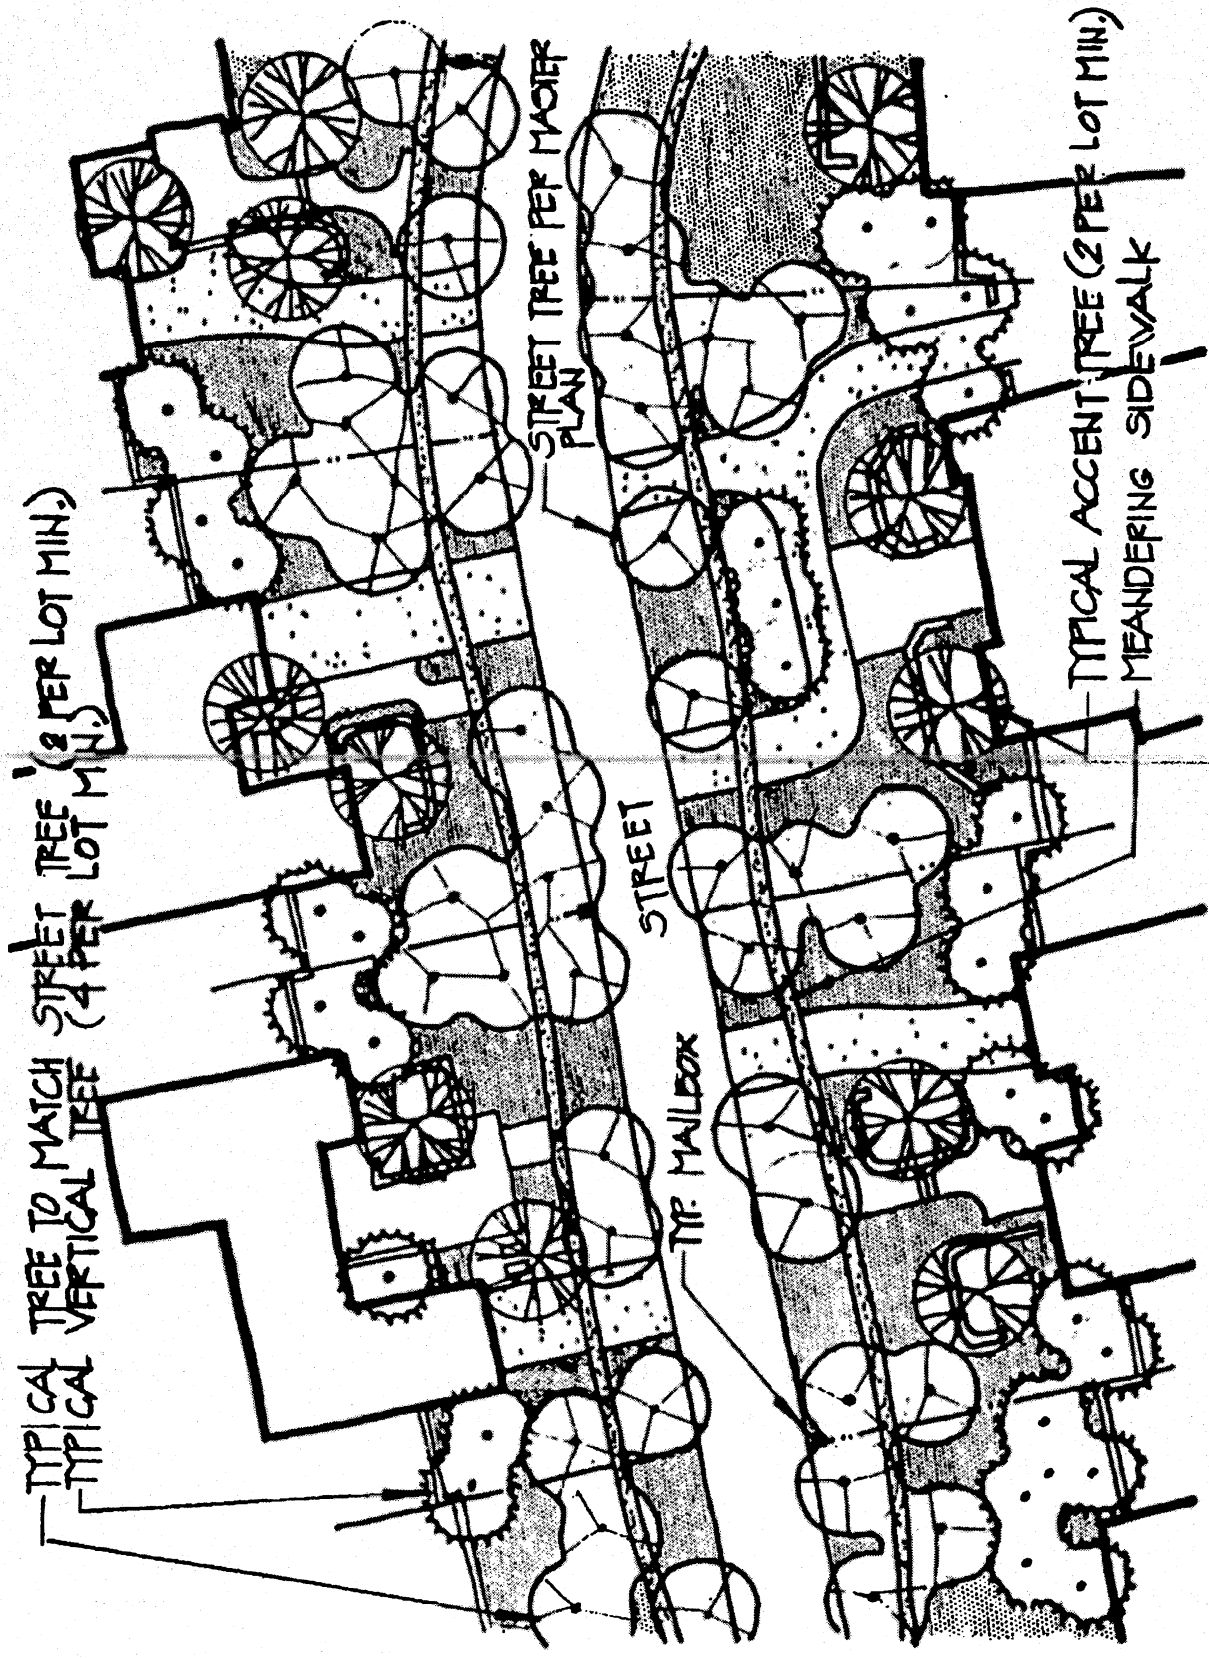 TYPICAL TREE TO MATCH STREET TREE (2 PER LOT MIN.)
TYPICAL VERTICAL TREE (4 PER LOT MIN.)
STREET TREE PER MASTER
PLAN
STREET
TYP. MAILBOX
TYPICAL ACCENT TREE (2 PER LOT MIN.)
MEANDERING SIDEWALK